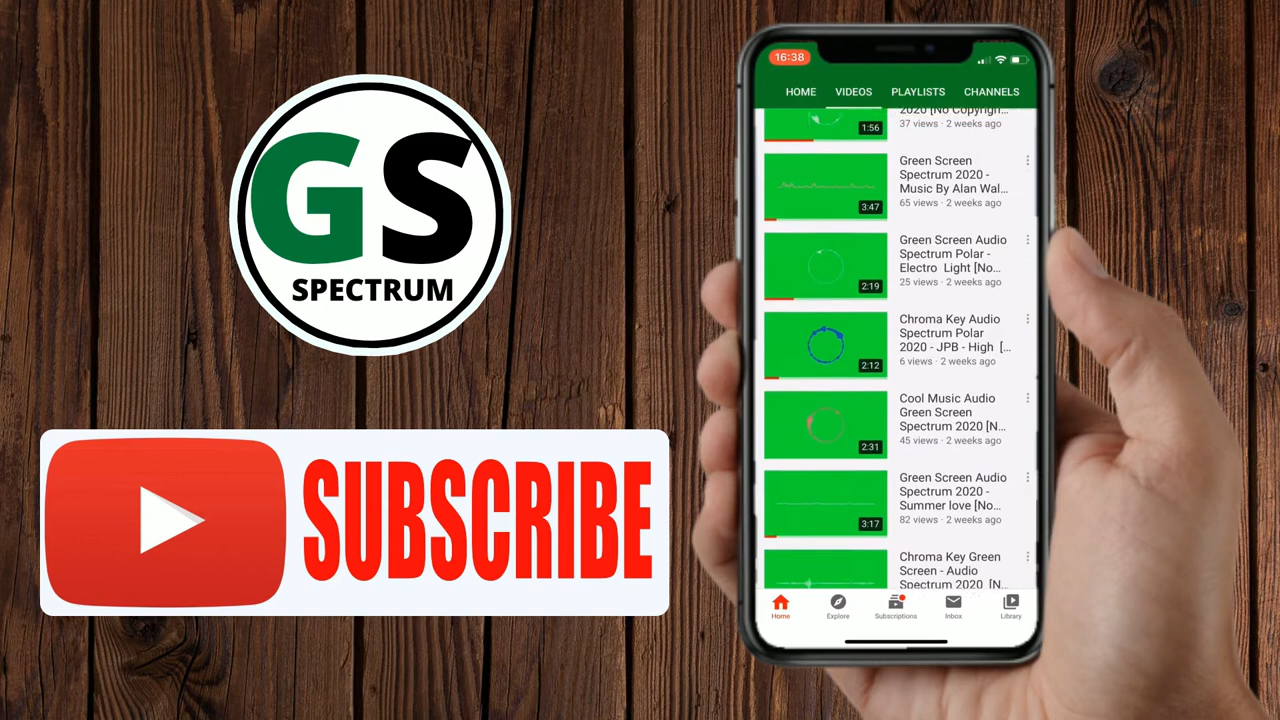 GS
SPECTRUM
SUBSCRIBE
16:38
HOME VIDEOS PLAYLISTS CHANNELS
2020 [No Copyrigh...
37 views · 2 weeks ago
1:56
Green Screen
Spectrum 2020 -
Music By Alan Wal...
65 views · 2 weeks ago
3:47
Green Screen Audio
Spectrum Polar -
Electro Light [No...
25 views · 2 weeks ago
2:19
Chroma Key Audio
Spectrum Polar
2020 - JPB - High [...
6 views · 2 weeks ago
2:12
Cool Music Audio
Green Screen
Spectrum 2020 [N...
45 views · 2 weeks ago
2:31
Green Screen Audio
Spectrum 2020 -
Summer love [No...
82 views · 2 weeks ago
3:17
Chroma Key Green
Screen - Audio
Spectrum 2020 [N...
Home Explore Subscriptions Inbox Library